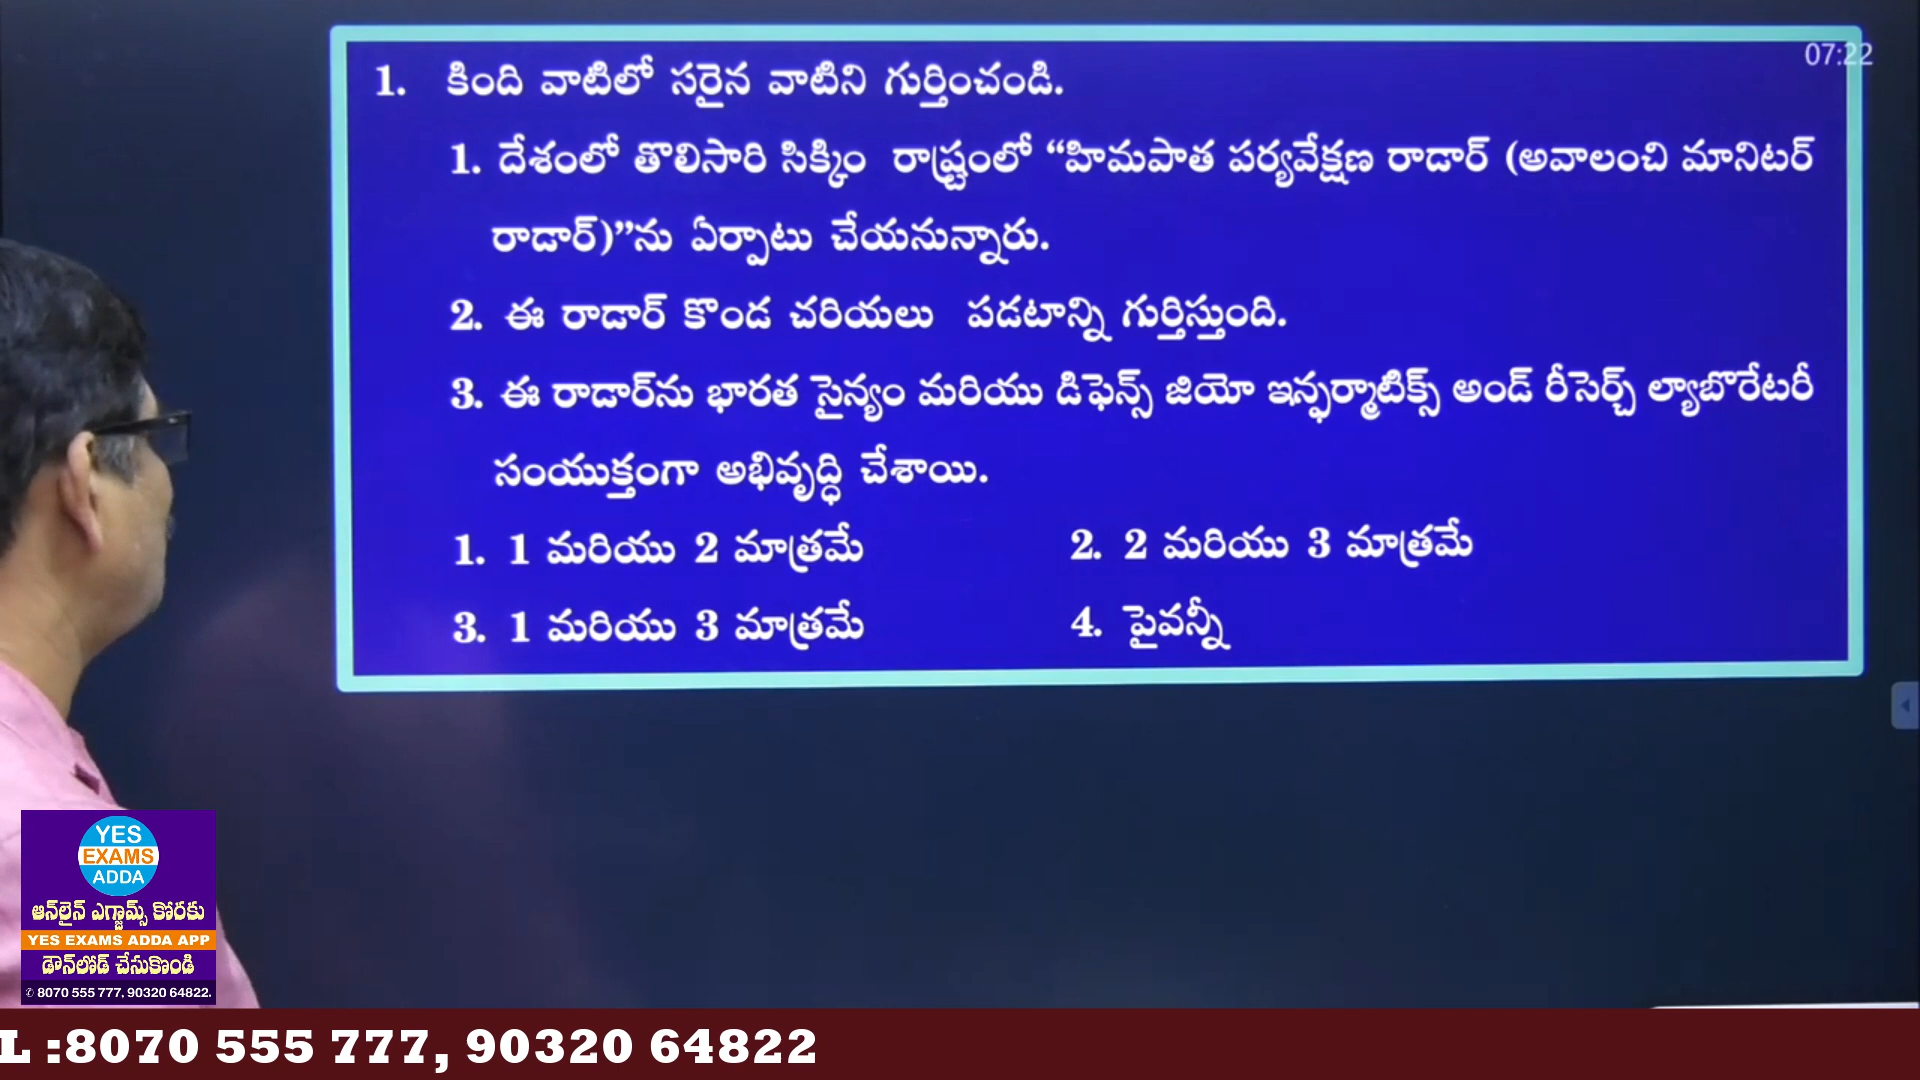 07:22
1. కింది వాటిలో సరైన వాటిని గుర్తించండి.
1. దేశంలో తొలిసారి సిక్కిం రాష్ట్రంలో “హిమపాత పర్యవేక్షణ రాడార్ (అవాలంచి మానిటర్
రాడార్)”ను ఏర్పాటు చేయనున్నారు.
2. ఈ రాడార్ కొండ చరియలు పడటాన్ని గుర్తిస్తుంది.
3. ఈ రాడార్‌ను భారత సైన్యం మరియు డిఫెన్స్ జియో ఇన్ఫర్మాటిక్స్ అండ్ రీసెర్చ్ ల్యాబొరేటరీ
సంయుక్తంగా అభివృద్ధి చేశాయి.
1. 1 మరియు 2 మాత్రమే 2. 2 మరియు 3 మాత్రమే
3. 1 మరియు 3 మాత్రమే 4. పైవన్నీ
YES
EXAMS
ADDA
ఆన్‌లైన్ ఎగ్జామ్స్ కోరకు
YES EXAMS ADDA APP
డౌన్‌లోడ్ చేసుకొండి
✆ 8070 555 777, 90320 64822.
L :8070 555 777, 90320 64822